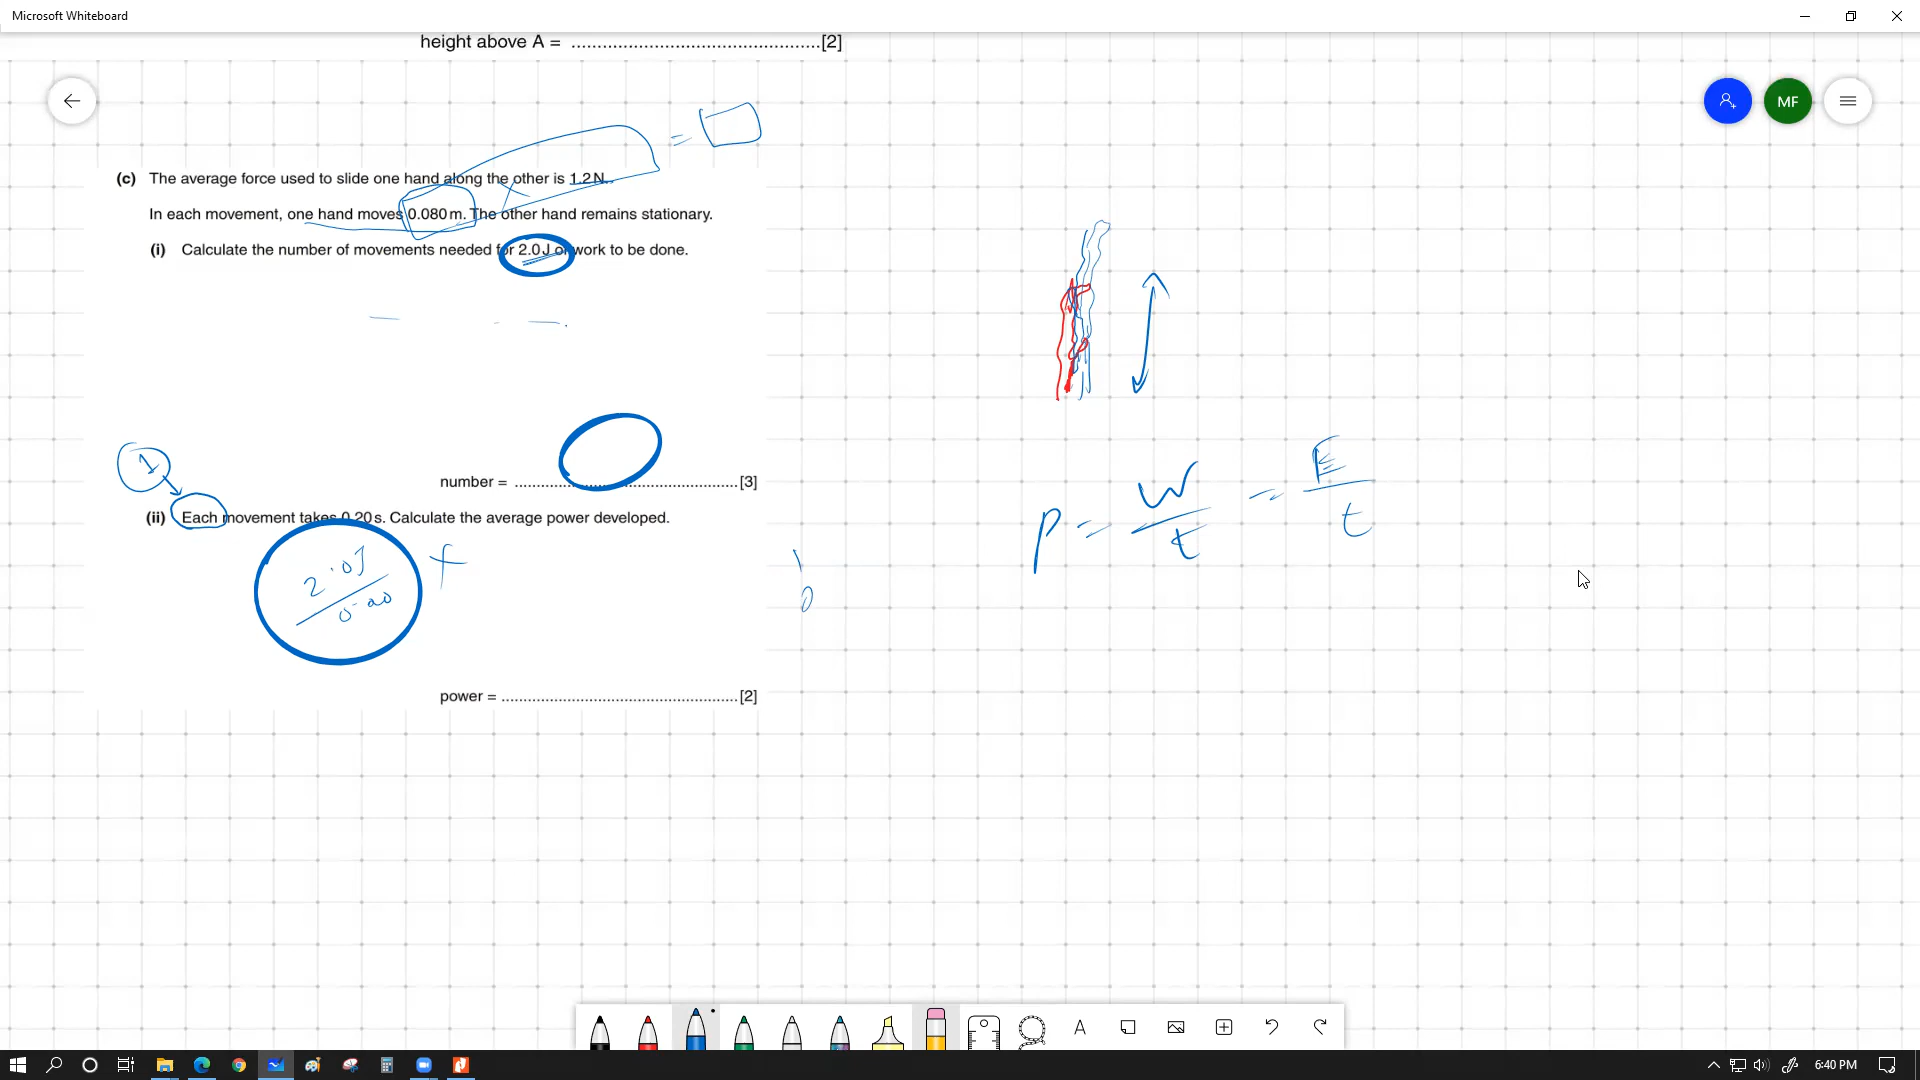 Microsoft Whiteboard
height above A = ................................................[2]
MF
=
(c) The average force used to slide one hand along the other is 1.2 N.
In each movement, one hand moves 0.080 m. The other hand remains stationary.
(i) Calculate the number of movements needed for 2.0 J of work to be done.
number = ...........................................[3]
1
(ii) Each movement takes 0.20 s. Calculate the average power developed.
P = W/t = E/t
2.0J/0.20 ×
power = .............................................[2]
A
6:40 PM